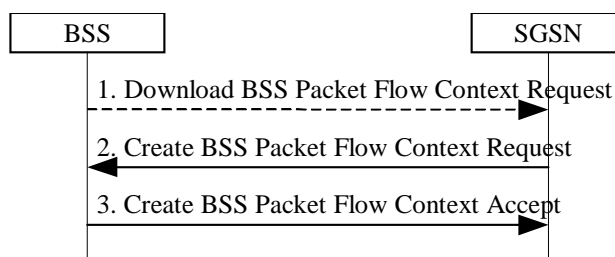 BSS
SGSN
1. Download BSS Packet Flow Context Request
2. Create BSS Packet Flow Context Request
3. Create BSS Packet Flow Context Accept